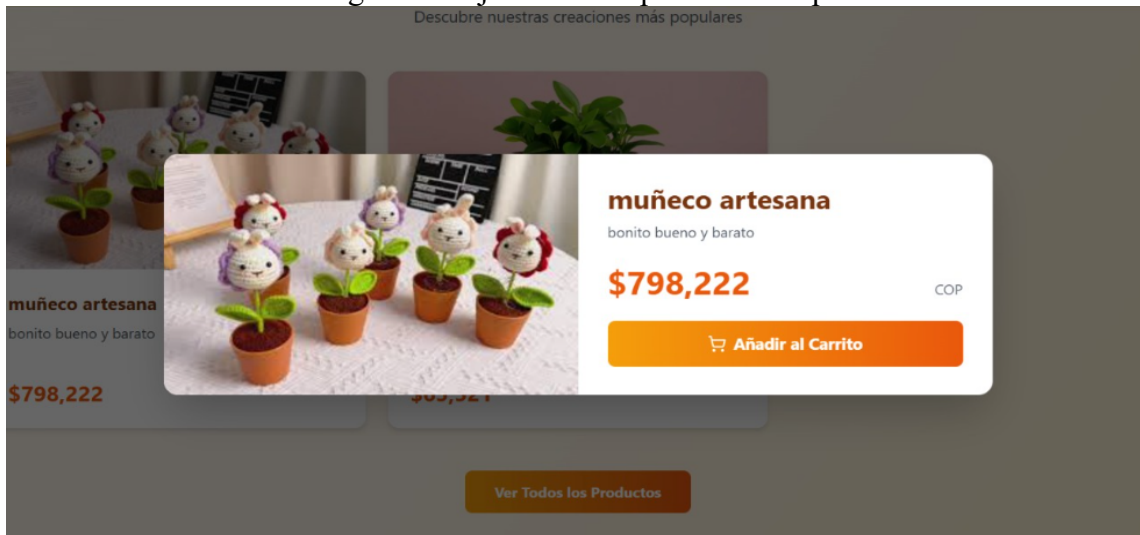 Descubre nuestras creaciones más populares
muñeco artesana
bonito bueno y barato
$798,222
COP
Añadir al Carrito
muñeco artesana
bonito bueno y barato
$798,222
Ver Todos los Productos